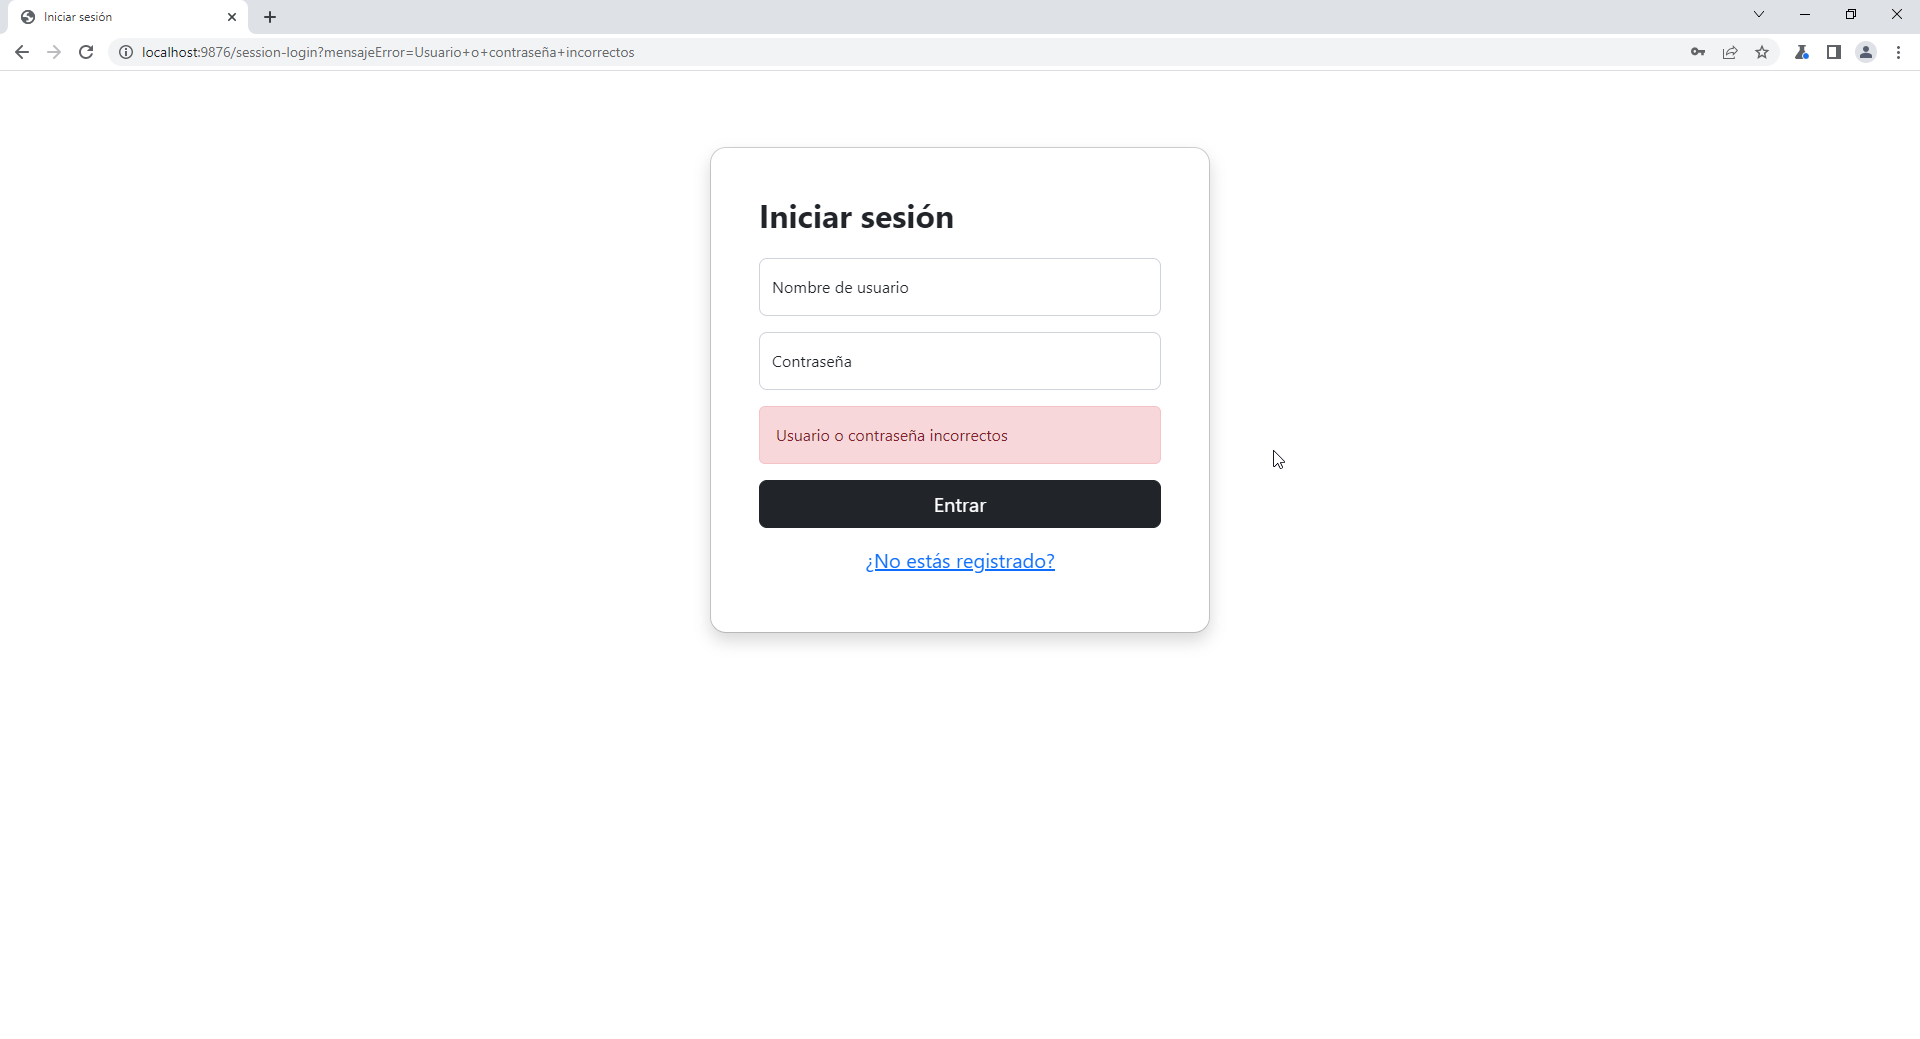 Iniciar sesión
localhost:9876/session-login?mensajeError=Usuario+o+contraseña+incorrectos
Iniciar sesión
Nombre de usuario
Contraseña
Usuario o contraseña incorrectos
Entrar
¿No estás registrado?